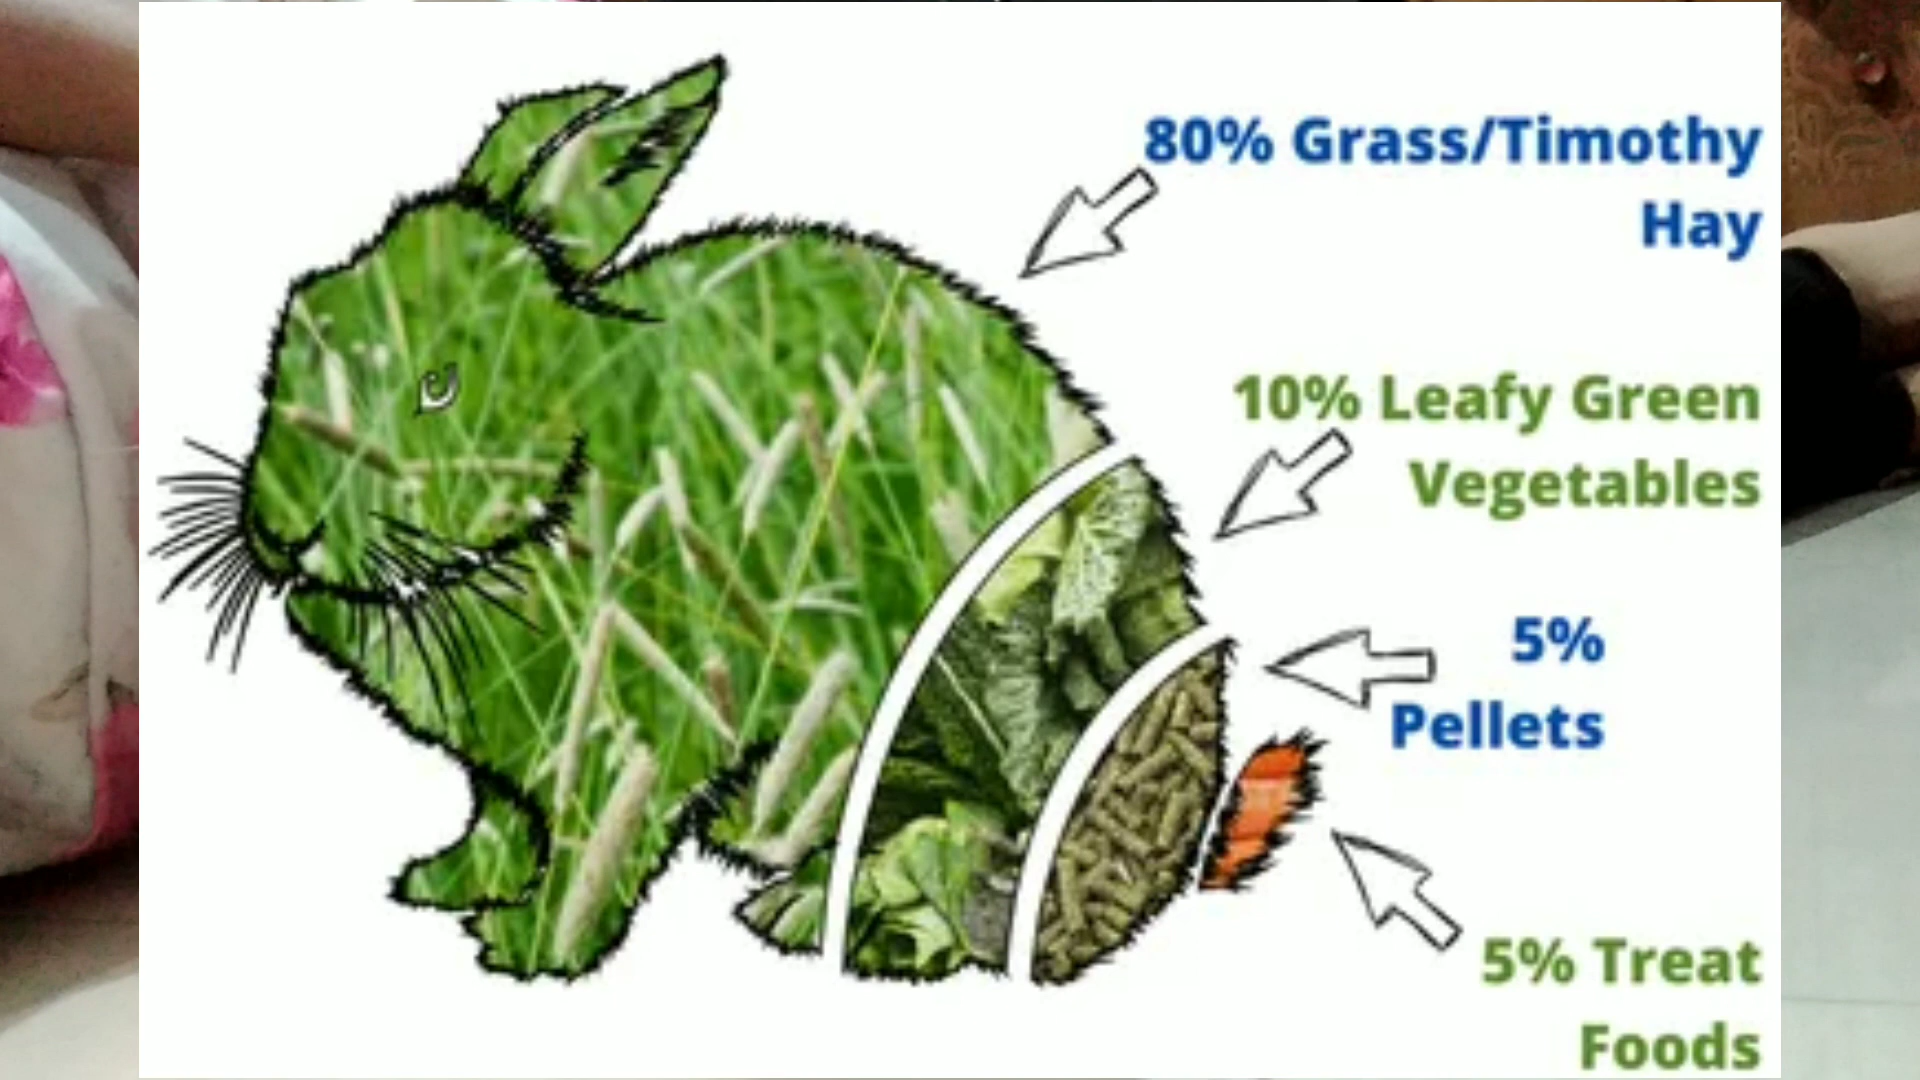 80% Grass/Timothy
Hay
10% Leafy Green
Vegetables
5%
Pellets
5% Treat
Foods